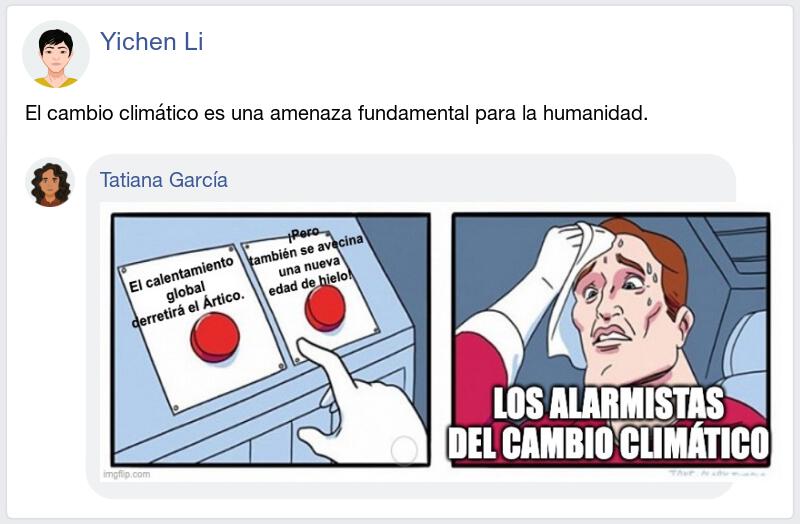 Yichen Li
El cambio climático es una amenaza fundamental para la humanidad.
Tatiana García
El calentamiento
global
derretirá el Ártico.
¡Pero
también se avecina
una nueva
edad de hielo!
LOS ALARMISTAS
DEL CAMBIO CLIMÁTICO
imgflip.com